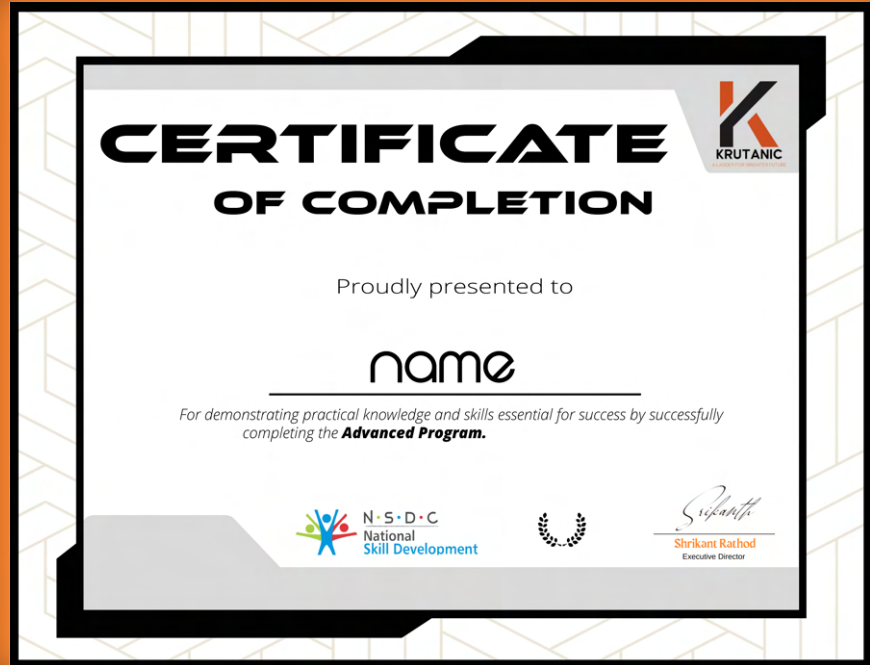 CERTIFICATE
OF COMPLETION
KRUTANIC
Proudly presented to
name
For demonstrating practical knowledge and skills essential for success by successfully
completing the Advanced Program.
N·S·D·C
National
Skill Development
Srikanth
Shrikant Rathod
Executive Director